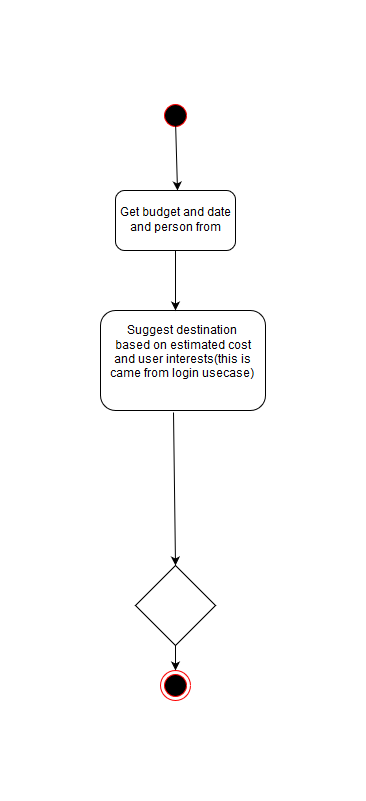 Get budget and date
and person from
Suggest destination
based on estimated cost
and user interests(this is
came from login usecase)